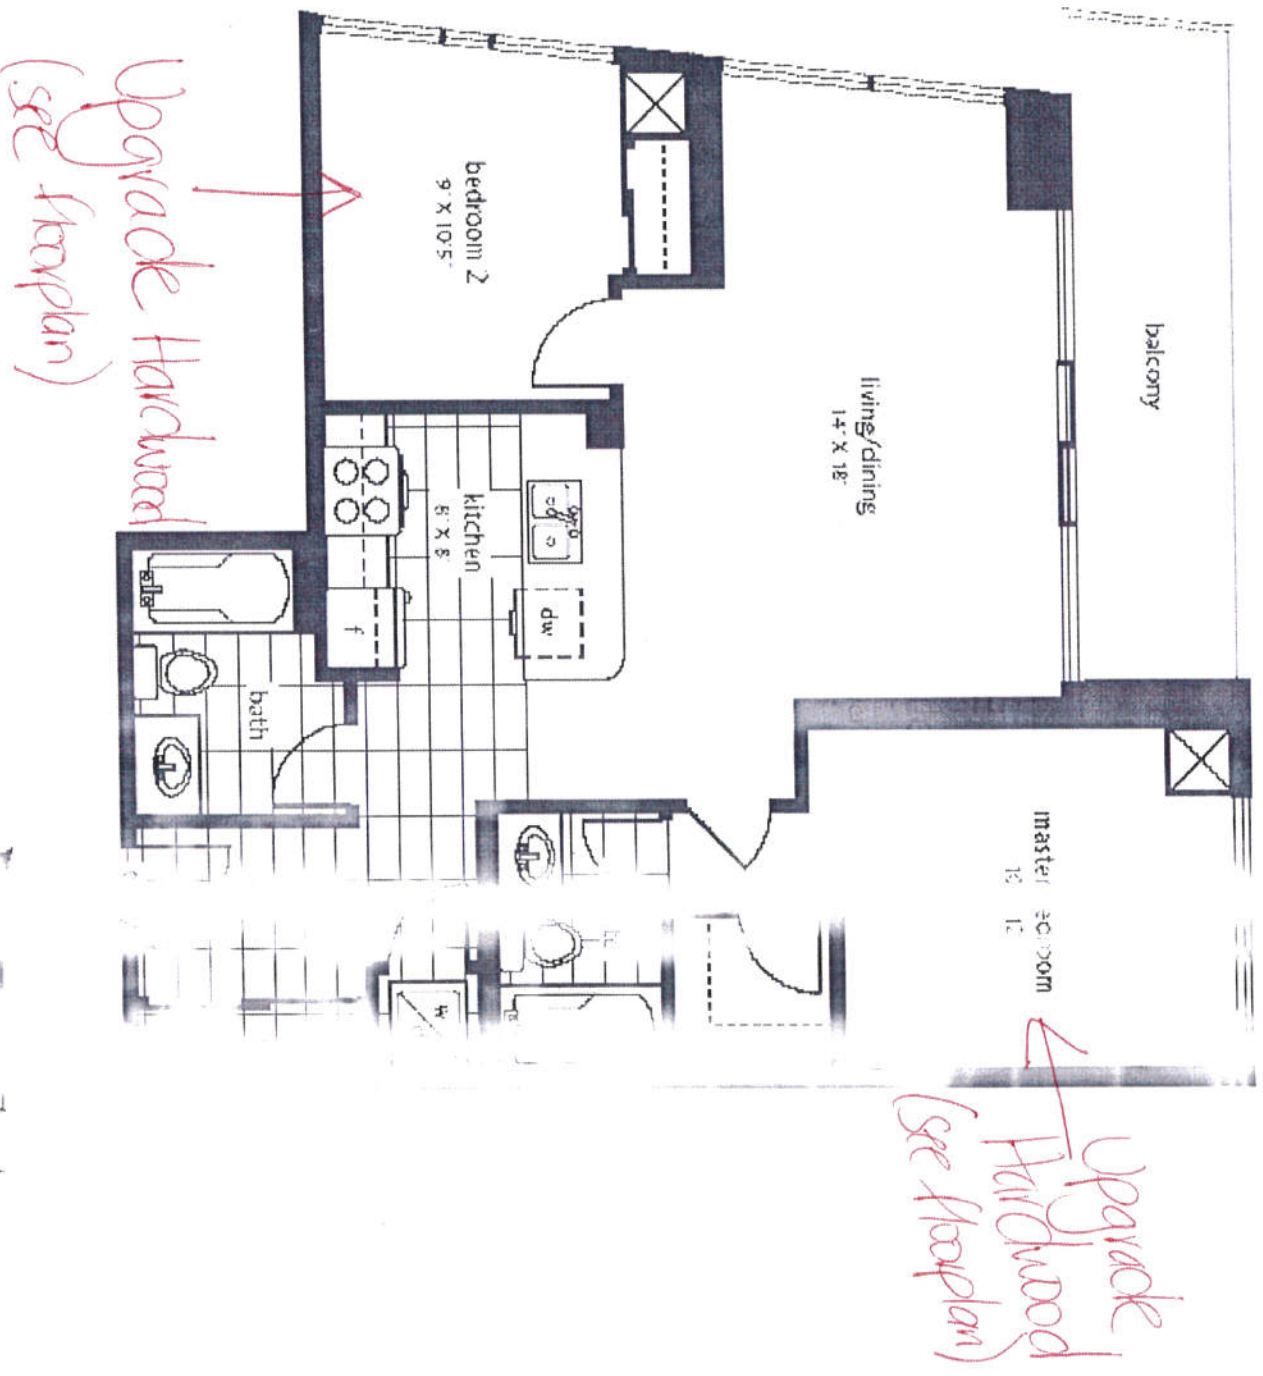 balcony
living/dining
14' X 18'
bedroom 2
9' X 10'5"
kitchen
8' X 8'
dw
f
bath
master
w
Upgrade Hardwood
(see floorplan)
Upgrade
Hardwood
(see floorplan)